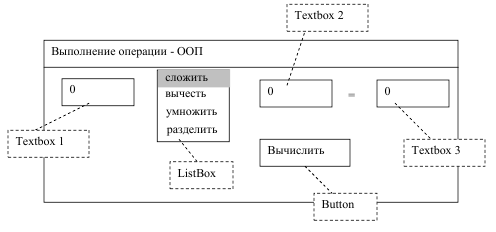 Textbox 2
Выполнение операции - ООП
0
сложить
вычесть
умножить
разделить
0
=
0
Textbox 1
ListBox
Вычислить
Textbox 3
Button